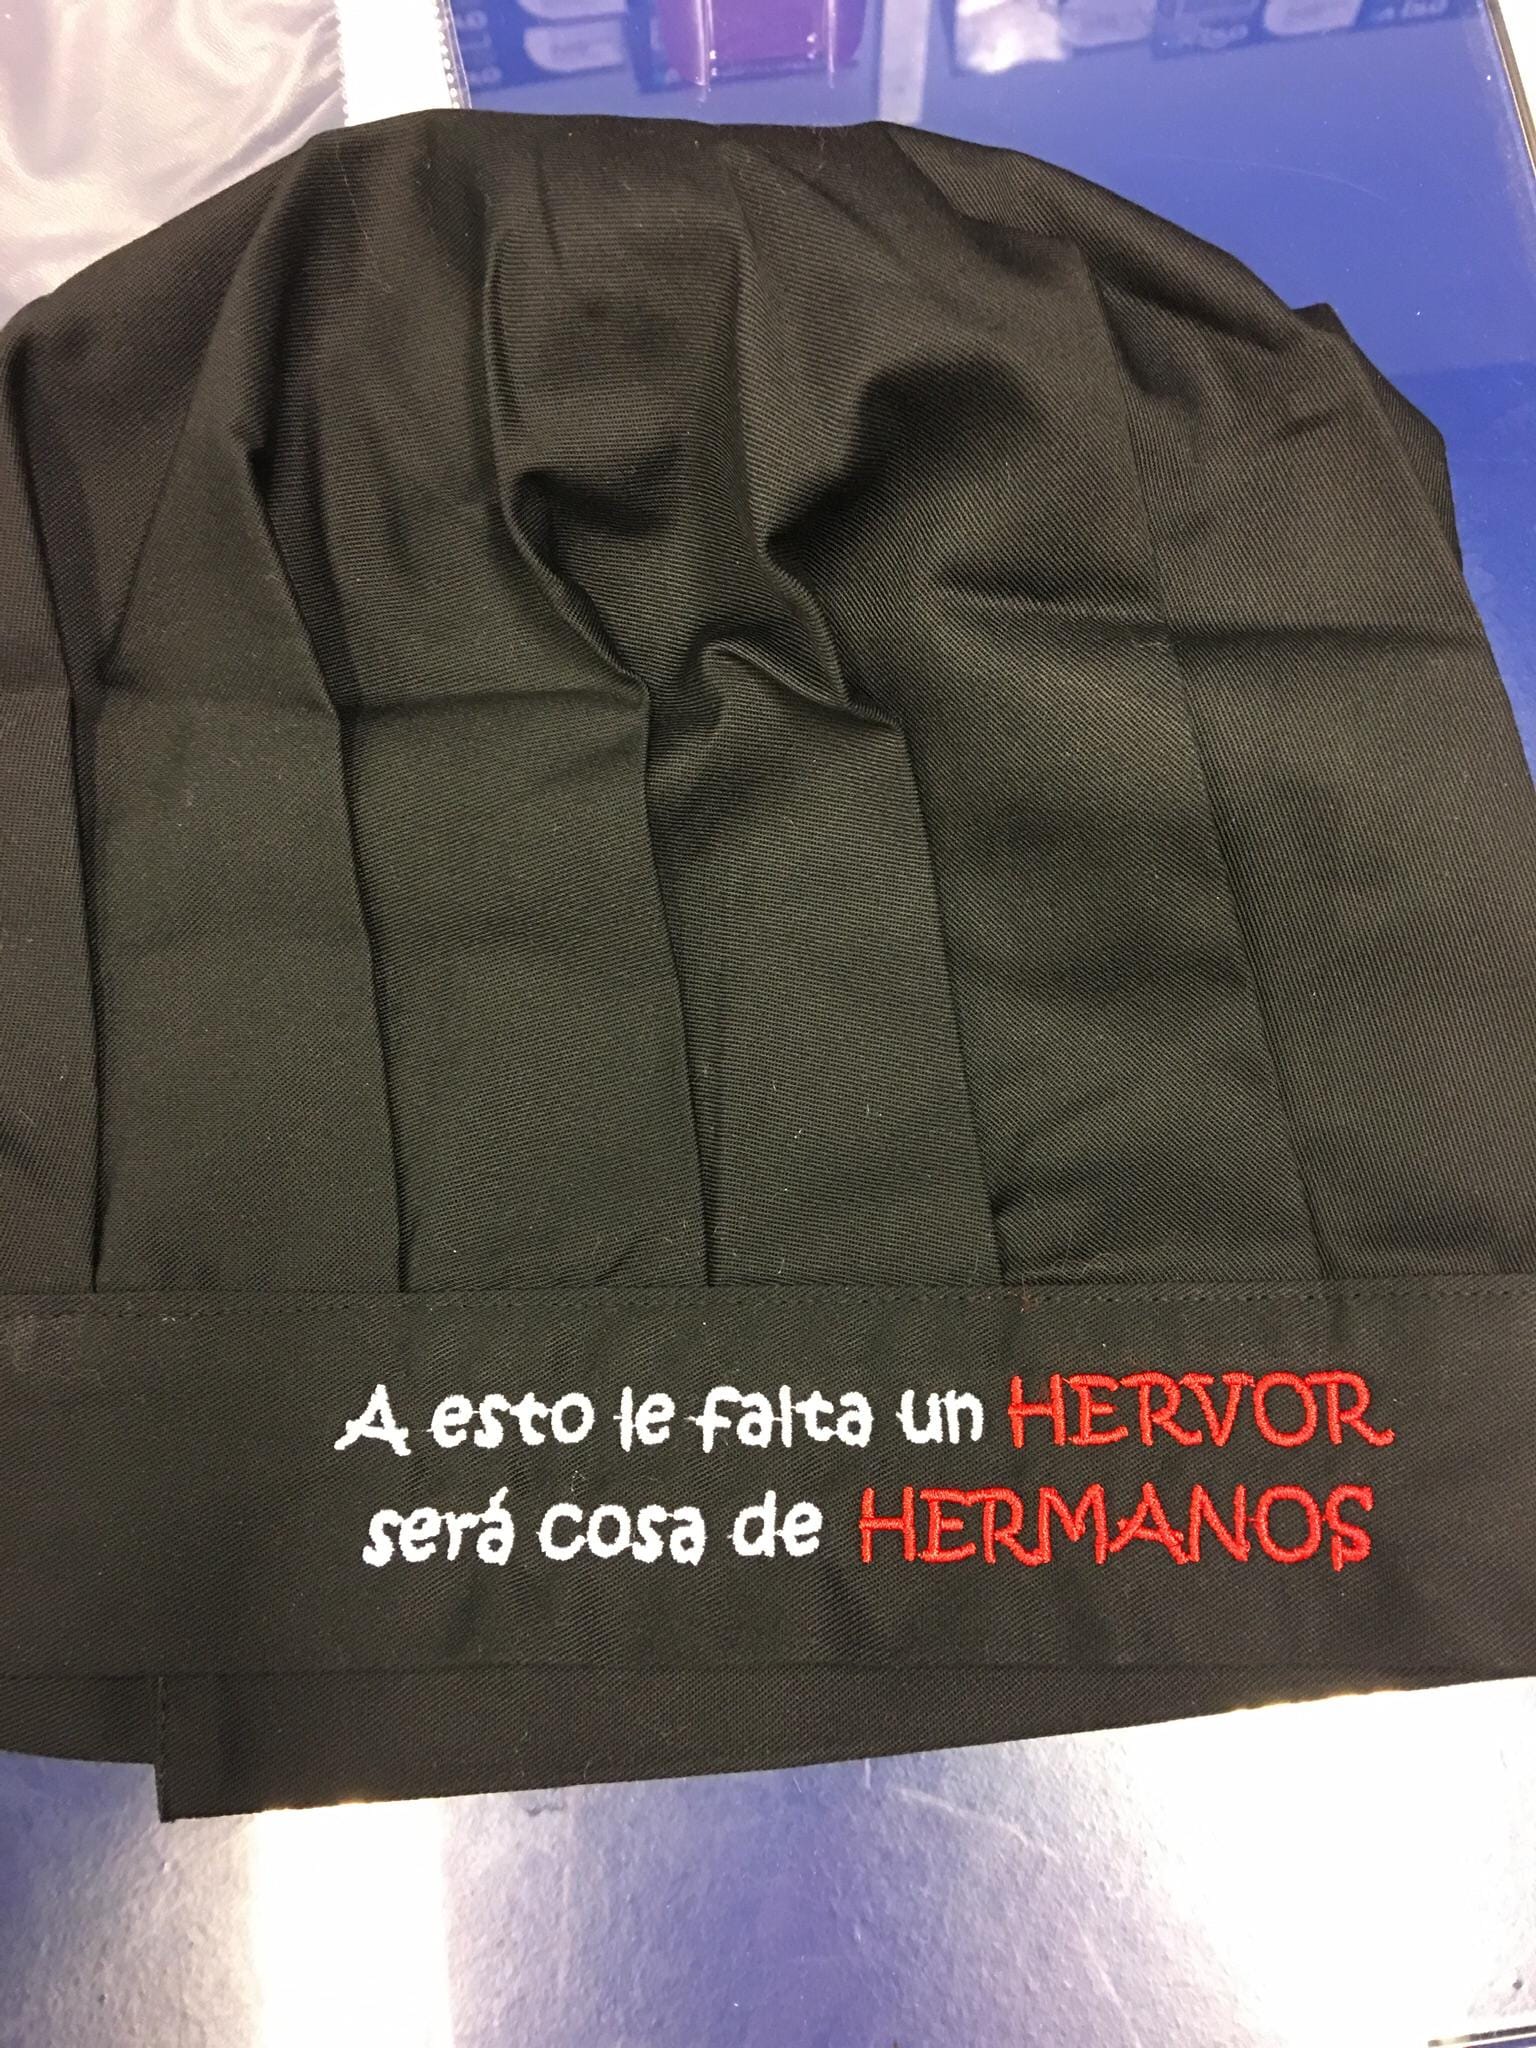 A esto le falta un HERVOR
será cosa de HERMANOS